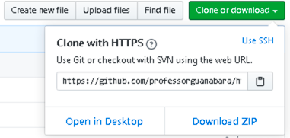 Create new file
Upload files
Find file
Clone or download
Clone with HTTPS
Use SSH
Use Git or checkout with SVN using the web URL.
https://github.com/professorguanabara/h
Open in Desktop
Download ZIP